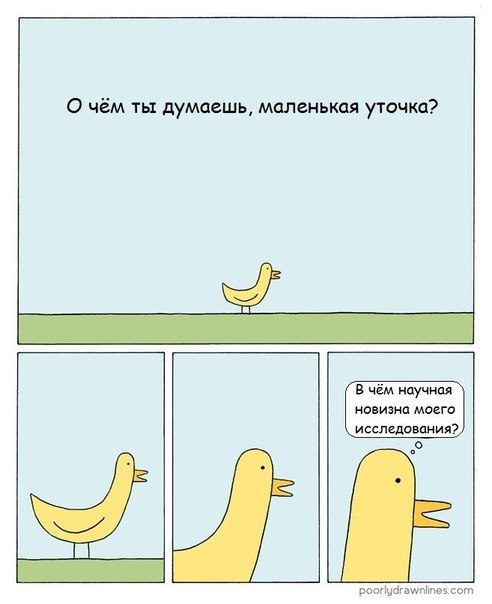 О чём ты думаешь, маленькая уточка?
В чём научная
новизна моего
исследования?
poorlydrawnlines.com